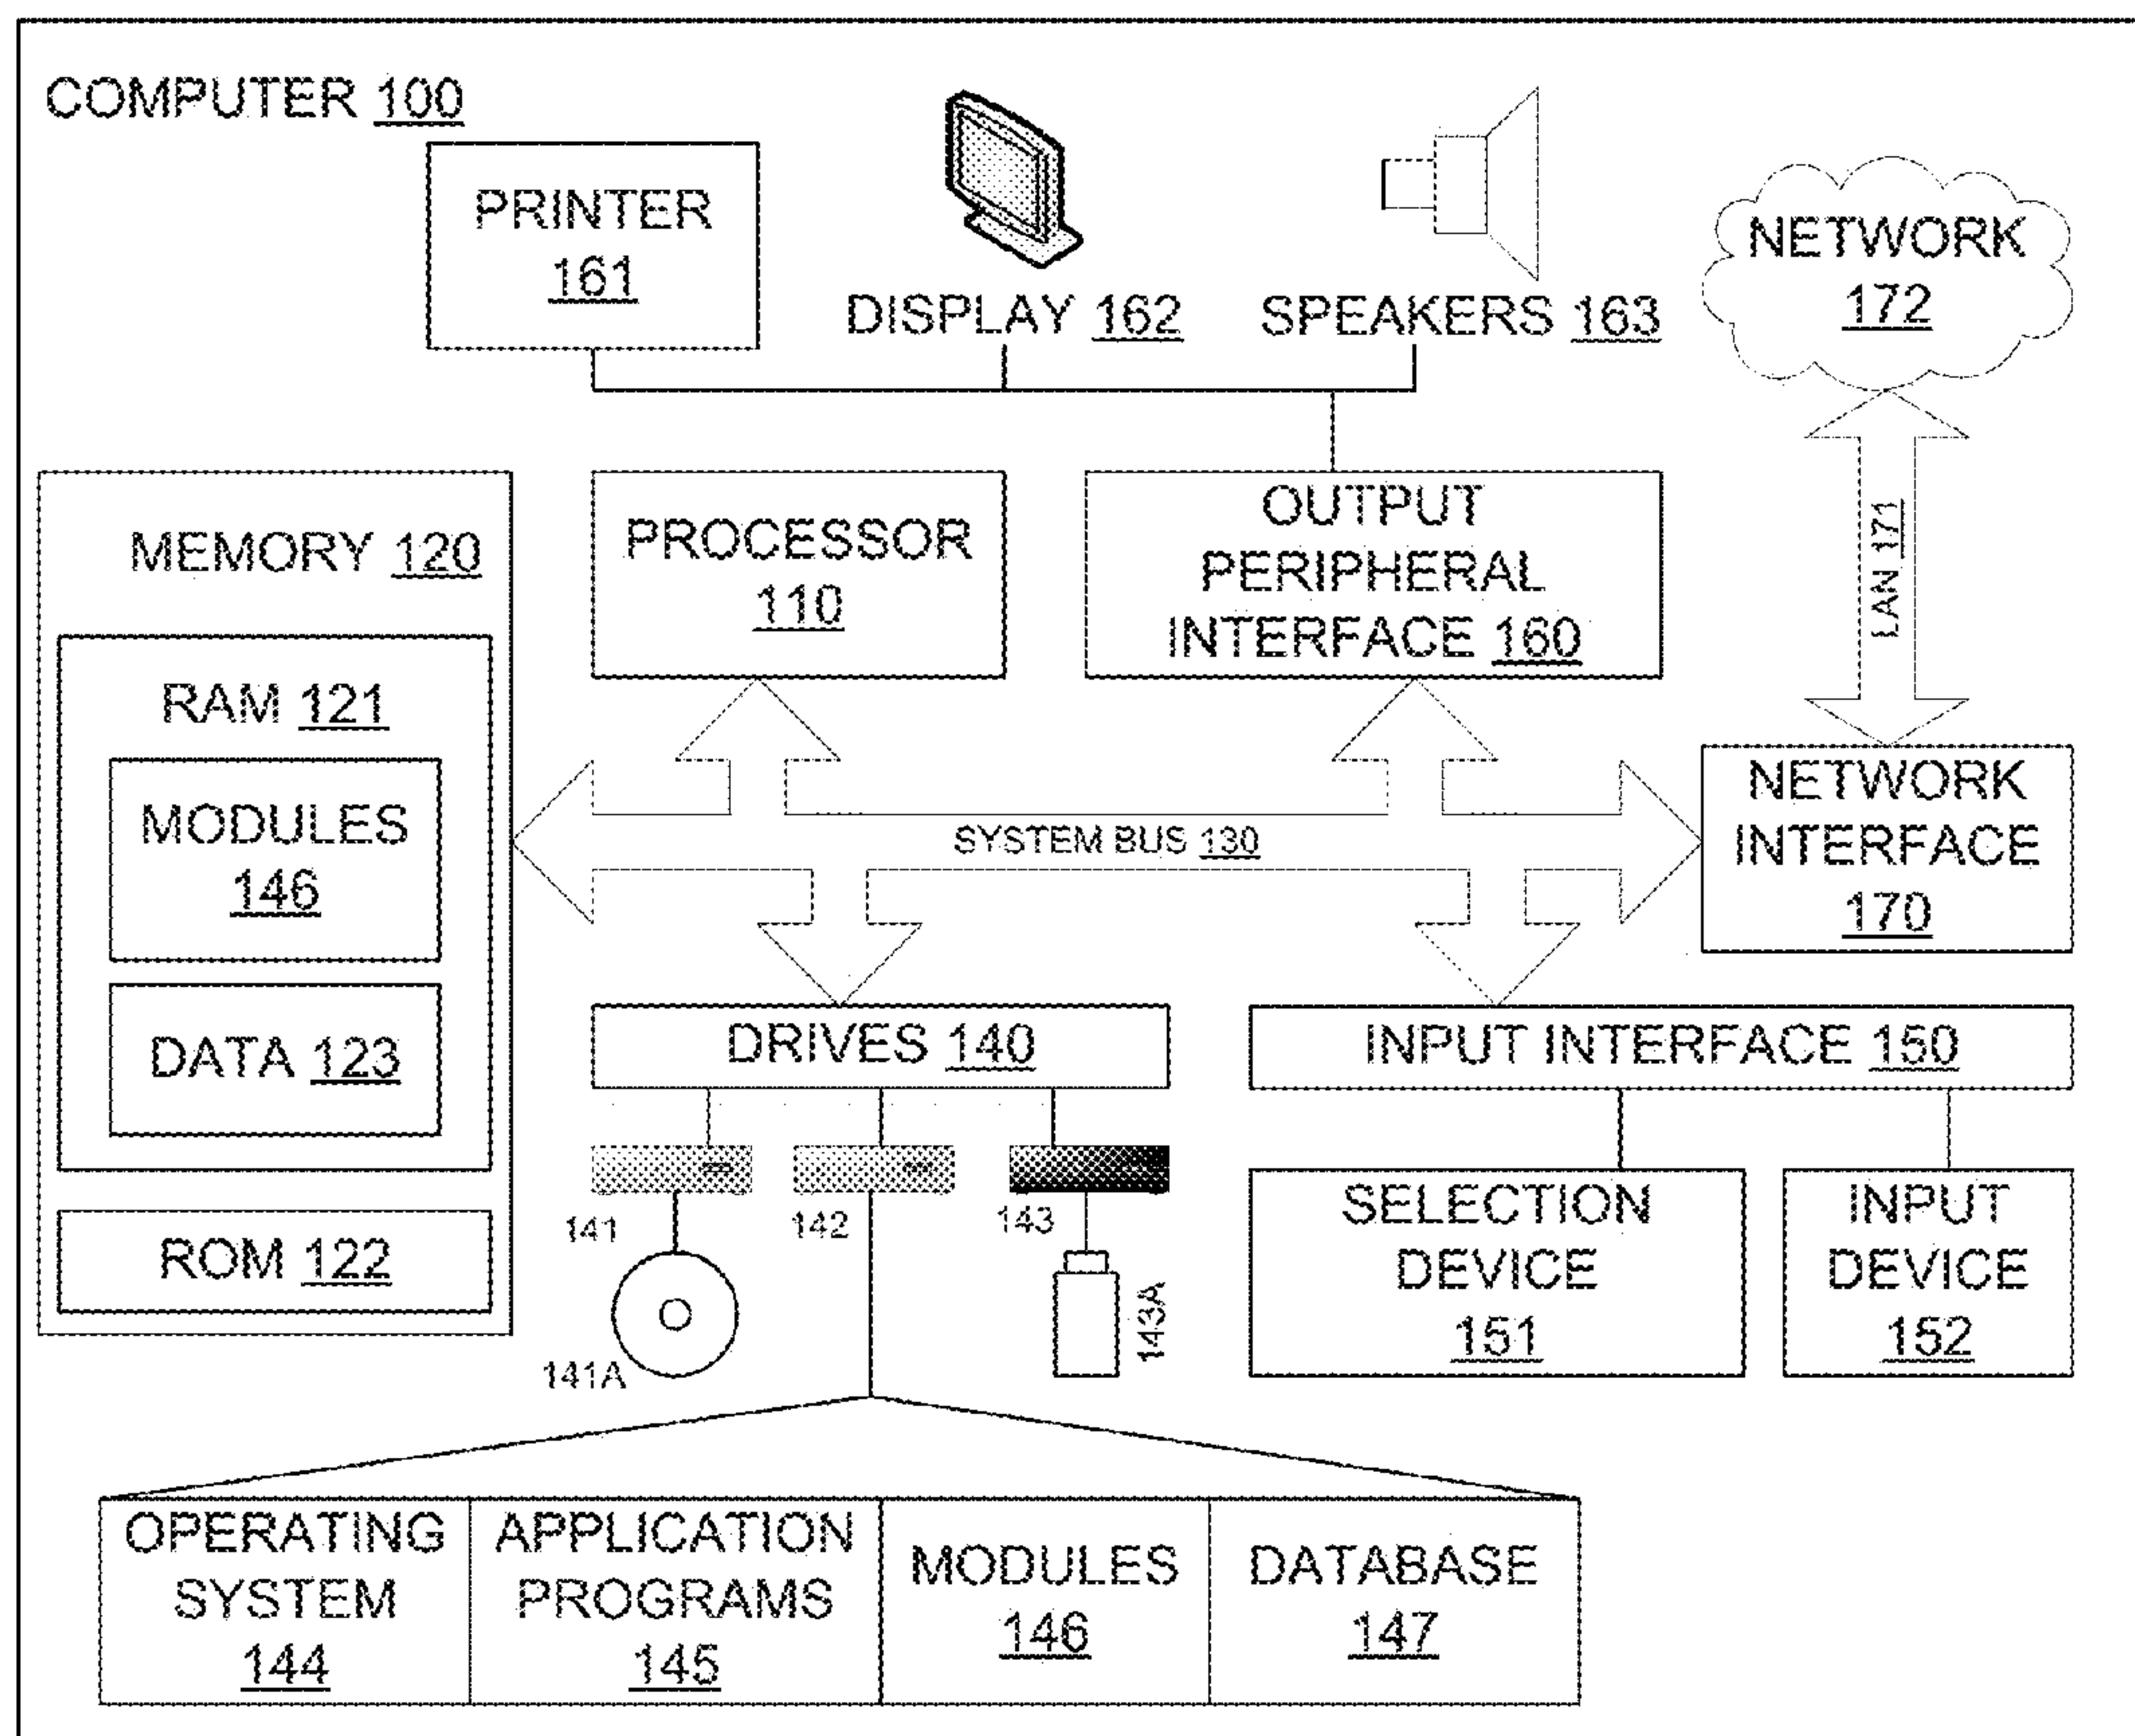 COMPUTER 100
PRINTER
161
DISPLAY 162
SPEAKERS 163
NETWORK
172
LAN 171
MEMORY 120
RAM 121
MODULES
146
DATA 123
ROM 122
PROCESSOR
110
OUTPUT
PERIPHERAL
INTERFACE 160
SYSTEM BUS 130
NETWORK
INTERFACE
170
DRIVES 140
141
142
143
141A
143A
INPUT INTERFACE 150
SELECTION
DEVICE
151
INPUT
DEVICE
152
OPERATING
SYSTEM
144
APPLICATION
PROGRAMS
145
MODULES
146
DATABASE
147